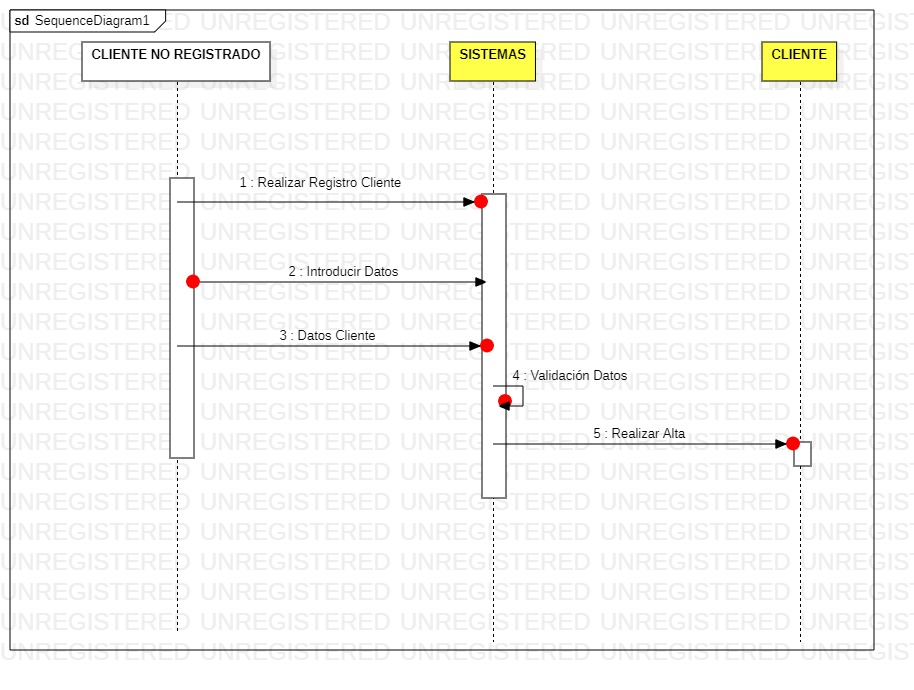 sd SequenceDiagram1
CLIENTE NO REGISTRADO
SISTEMAS
CLIENTE
1 : Realizar Registro Cliente
2 : Introducir Datos
3 : Datos Cliente
4 : Validación Datos
5 : Realizar Alta
UNREGISTERED